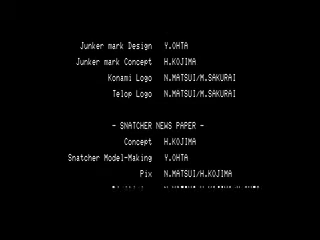 Junker mark Design Y.OHTA
Junker mark Concept H.KOJIMA
Konami Logo N.MATSUI/M.SAKURAI
Telop Logo N.MATSUI/M.SAKURAI
- SNATCHER NEWS PAPER -
Concept H.KOJIMA
Snatcher Model-Making Y.OHTA
Pix N.MATSUI/H.KOJIMA